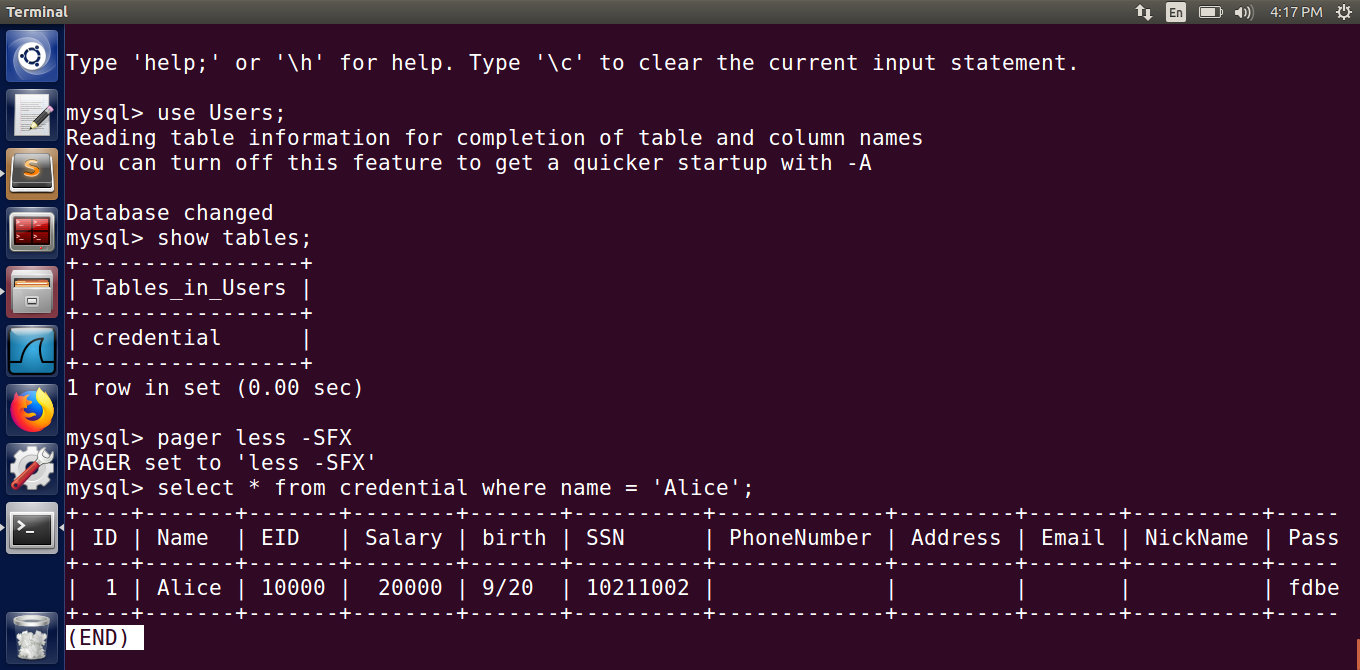 Terminal
En
4:17 PM
Type 'help;' or '\h' for help. Type '\c' to clear the current input statement.
mysql> use Users;
Reading table information for completion of table and column names
You can turn off this feature to get a quicker startup with -A
Database changed
mysql> show tables;
+-----------------+
| Tables_in_Users |
+-----------------+
| credential      |
+-----------------+
1 row in set (0.00 sec)
mysql> pager less -SFX
PAGER set to 'less -SFX'
mysql> select * from credential where name = 'Alice';
+----+-------+-------+--------+-------+----------+-------------+---------+-------+----------+-----
| ID | Name  | EID   | Salary | birth | SSN      | PhoneNumber | Address | Email | NickName | Pass
+----+-------+-------+--------+-------+----------+-------------+---------+-------+----------+-----
|  1 | Alice | 10000 |  20000 | 9/20  | 10211002 |             |         |       |          | fdbe
+----+-------+-------+--------+-------+----------+-------------+---------+-------+----------+-----
(END)